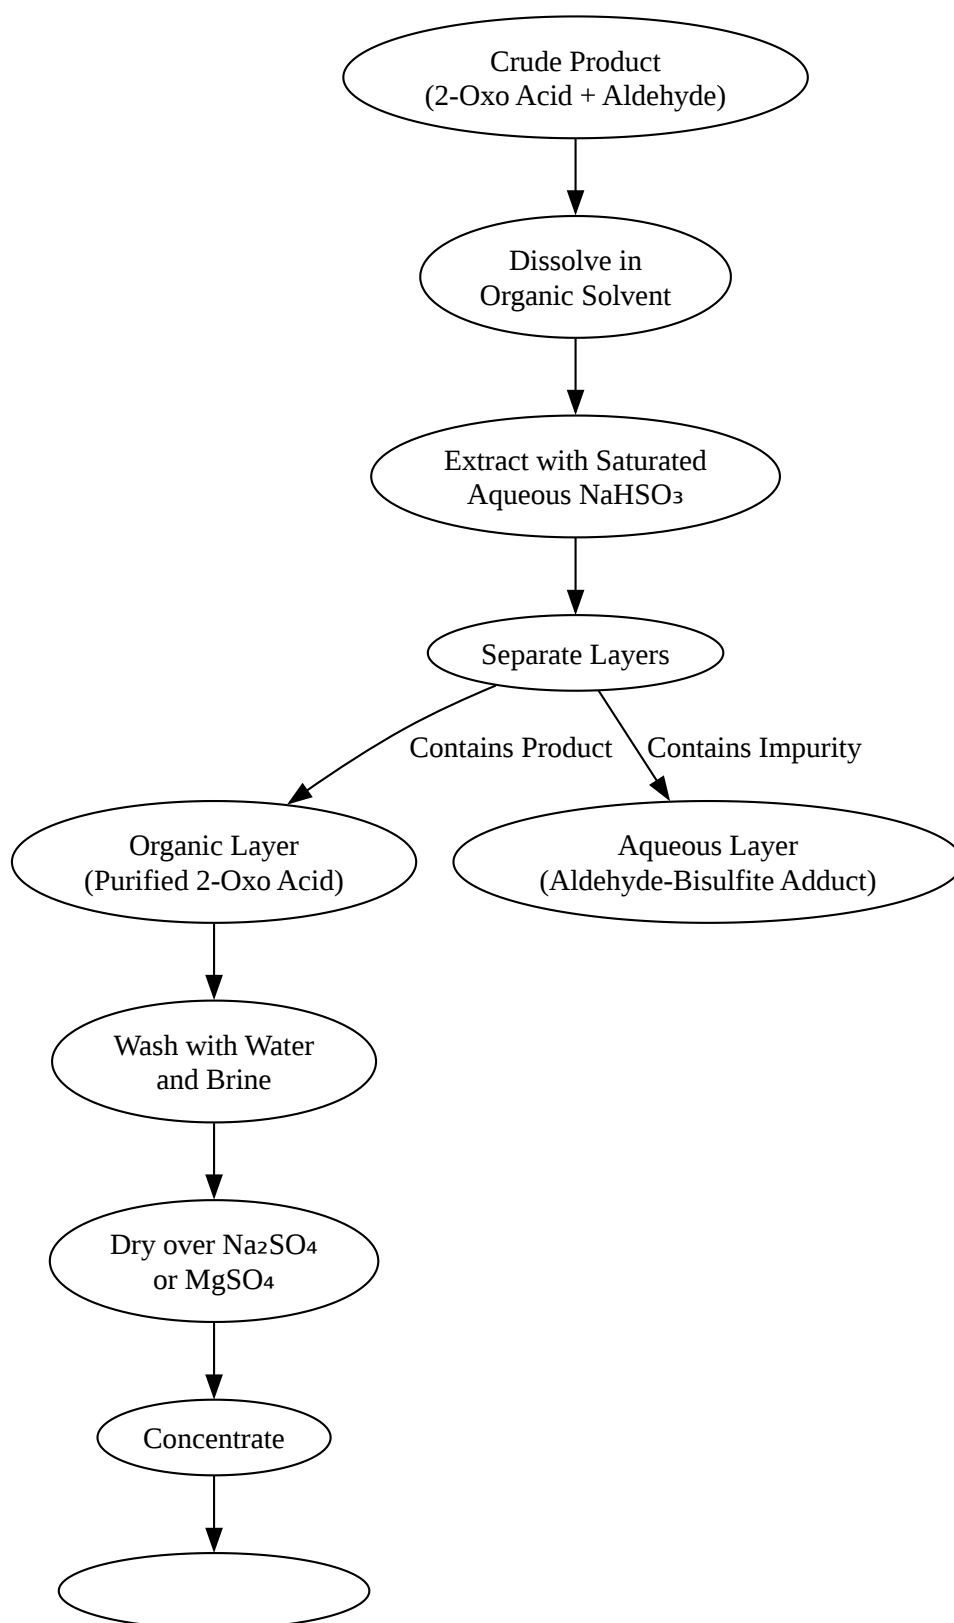 Crude Product
(2-Oxo Acid + Aldehyde)
Dissolve in
Organic Solvent
Extract with Saturated
Aqueous NaHSO₃
Separate Layers
Contains Product
Contains Impurity
Organic Layer
(Purified 2-Oxo Acid)
Aqueous Layer
(Aldehyde-Bisulfite Adduct)
Wash with Water
and Brine
Dry over Na₂SO₄
or MgSO₄
Concentrate